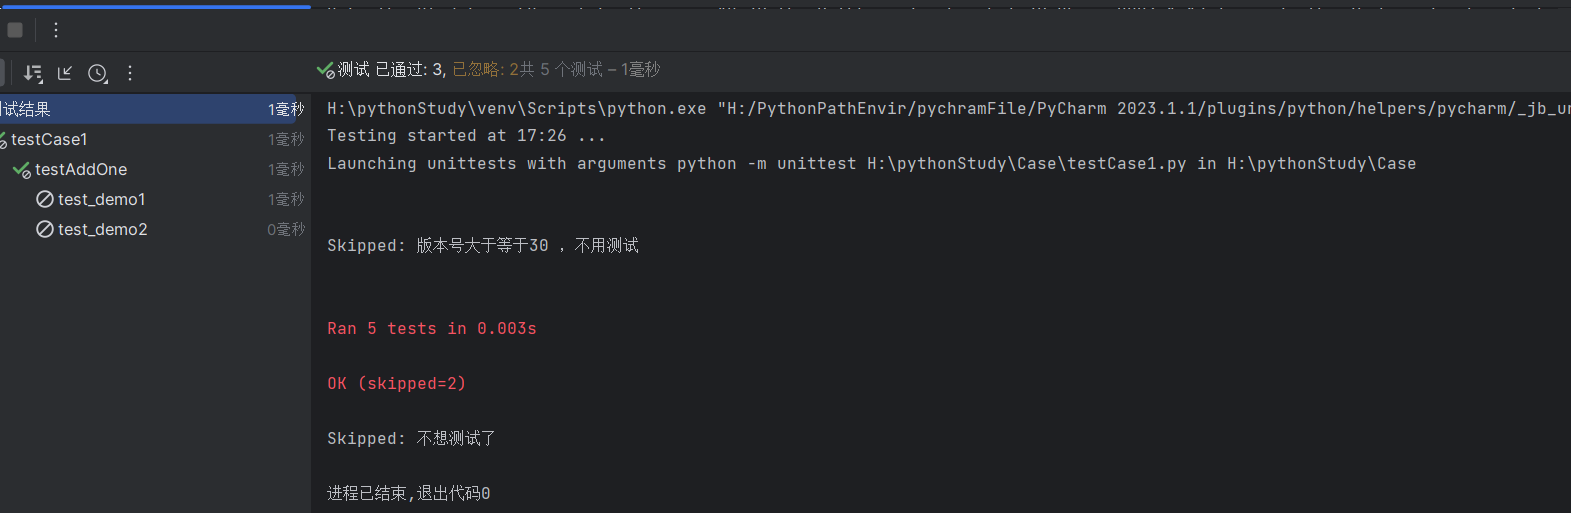 测试 已通过: 3, 已忽略: 2共 5 个测试 – 1毫秒
试结果 1毫秒
testCase1 1毫秒
testAddOne 1毫秒
test_demo1 1毫秒
test_demo2 0毫秒
H:\pythonStudy\venv\Scripts\python.exe "H:/PythonPathEnvir/pychramFile/PyCharm 2023.1.1/plugins/python/helpers/pycharm/_jb_un
Testing started at 17:26 ...
Launching unittests with arguments python -m unittest H:\pythonStudy\Case\testCase1.py in H:\pythonStudy\Case
Skipped: 版本号大于等于30 ，不用测试
Ran 5 tests in 0.003s
OK (skipped=2)
Skipped: 不想测试了
进程已结束,退出代码0